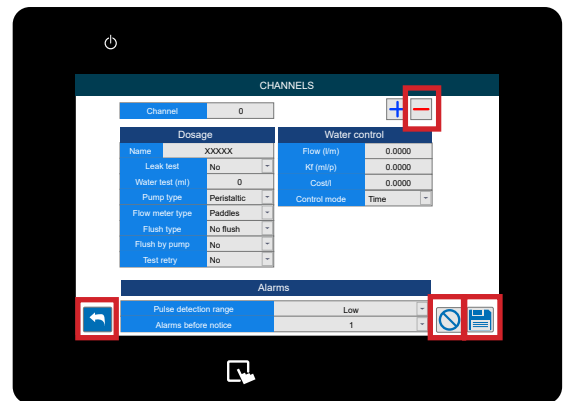 CHANNELS
Channel 0
Dosage
Name XXXXX
Leak test No
Water test (ml) 0
Pump type Peristaltic
Flow meter type Paddles
Flush type No flush
Flush by pump No
Test retry No
Water control
Flow (l/m) 0.0000
Kf (ml/p) 0.0000
Cost/l 0.0000
Control mode Time
Alarms
Pulse detection range Low
Alarms before notice 1